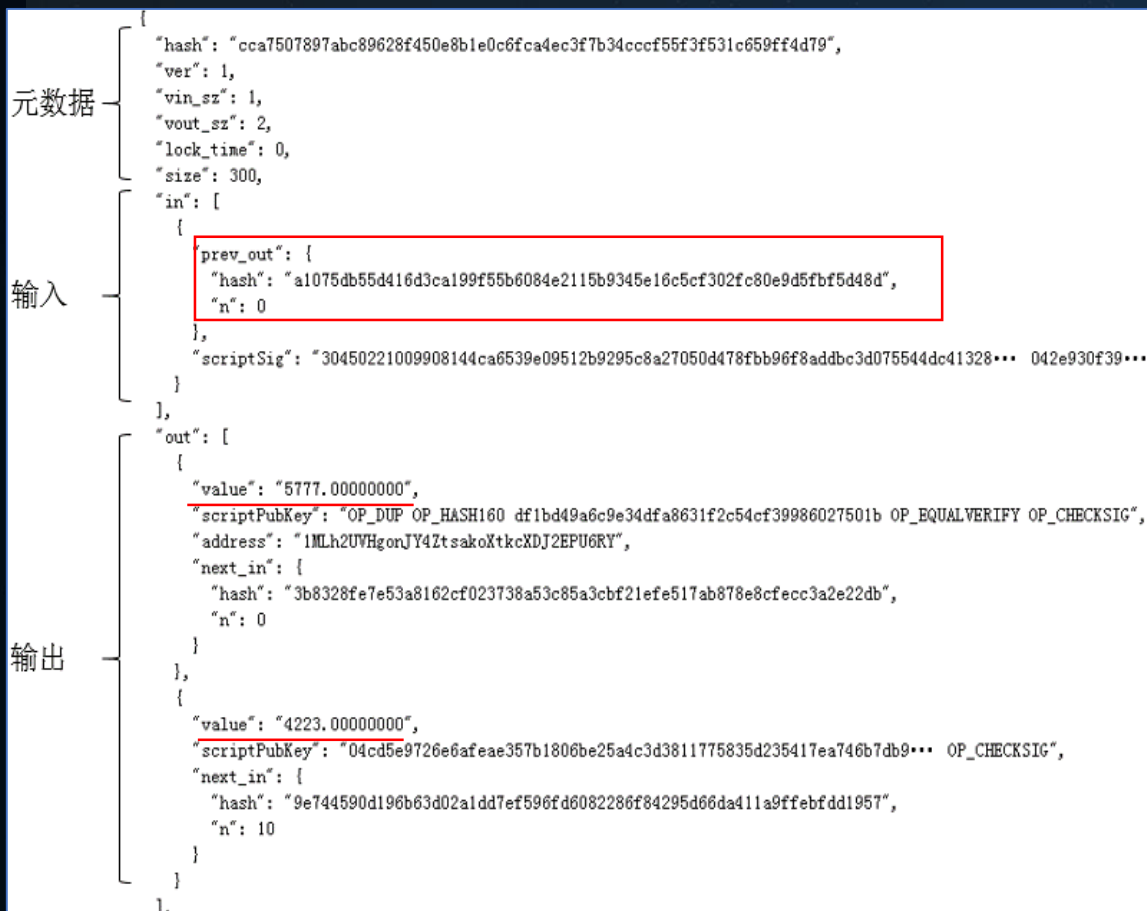 {
"hash": "cca7507897abc89628f450e8b1e0c6fca4ec3f7b34cccf55f3f531c659ff4d79",
"ver": 1,
元数据
"vin_sz": 1,
"vout_sz": 2,
"lock_time": 0,
"size": 300,
"in": [
{
"prev_out": {
输入
"hash": "a1075db55d416d3ca199f55b6084e2115b9345e16c5cf302fc80e9d5fbf5d48d",
"n": 0
},
"scriptSig": "30450221009908144ca6539e09512b9295c8a27050d478fbb96f8addbc3d075544dc41328••• 042e930f39•••
}
],
"out": [
{
"value": "5777.00000000",
"scriptPubKey": "OP_DUP OP_HASH160 df1bd49a6c9e34dfa8631f2c54cf39986027501b OP_EQUALVERIFY OP_CHECKSIG",
"address": "1MLh2UVHgonJY4ZtsakoXtkcXDJ2EPU6RY",
"next_in": {
"hash": "3b8328fe7e53a8162cf023738a53c85a3cbf21efe517ab878e8cfecc3a2e22db",
"n": 0
}
输出
},
{
"value": "4223.00000000",
"scriptPubKey": "04cd5e9726e6afeae357b1806be25a4c3d3811775835d235417ea746b7db9••• OP_CHECKSIG",
"next_in": {
"hash": "9e744590d196b63d02a1dd7ef596fd6082286f84295d66da411a9ffebfdd1957",
"n": 10
}
}
],